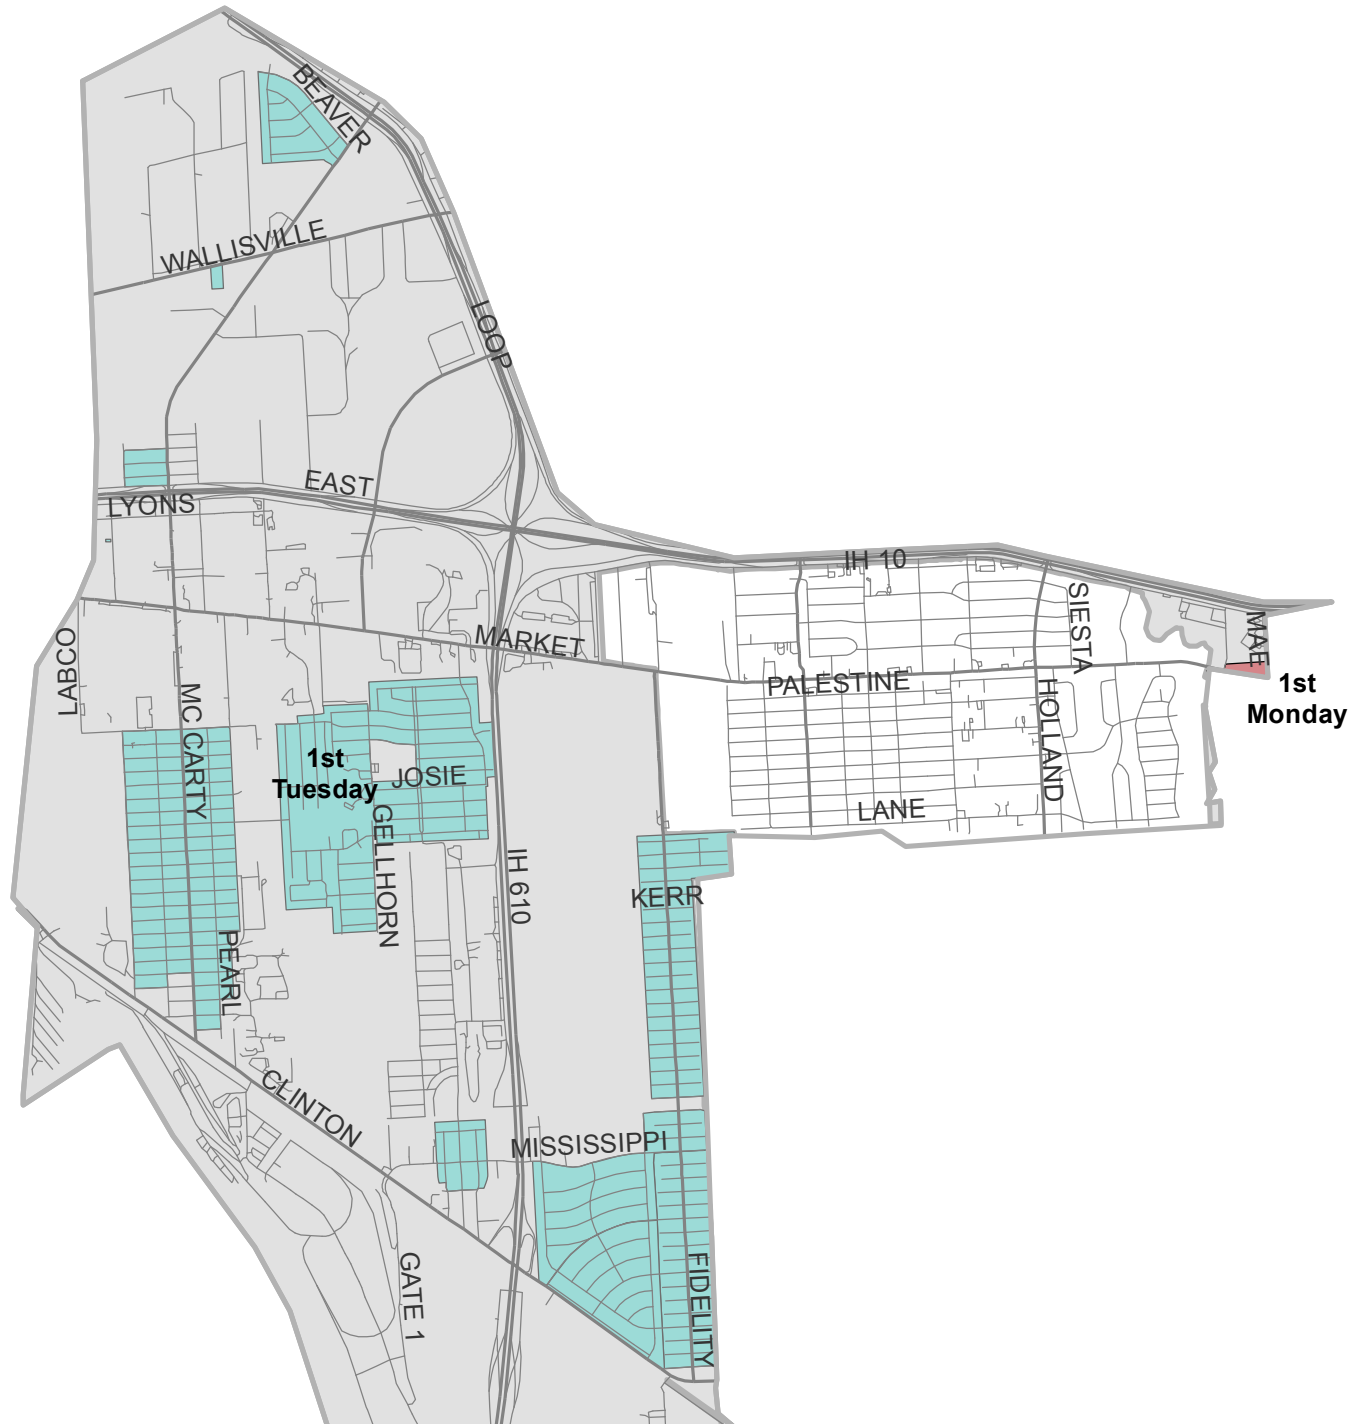 BEAVER
WALLISVILLE
LOOP
EAST
LYONS
IH 10
SIESTA
MAE
LABCO
MARKET
PALESTINE
HOLLAND
1st
Monday
MC CARTY
1st
Tuesday
JOSIE
GELLHORN
LANE
IH 610
KERR
PEARL
CLINTON
MISSISSIPPI
GATE 1
FIDELITY